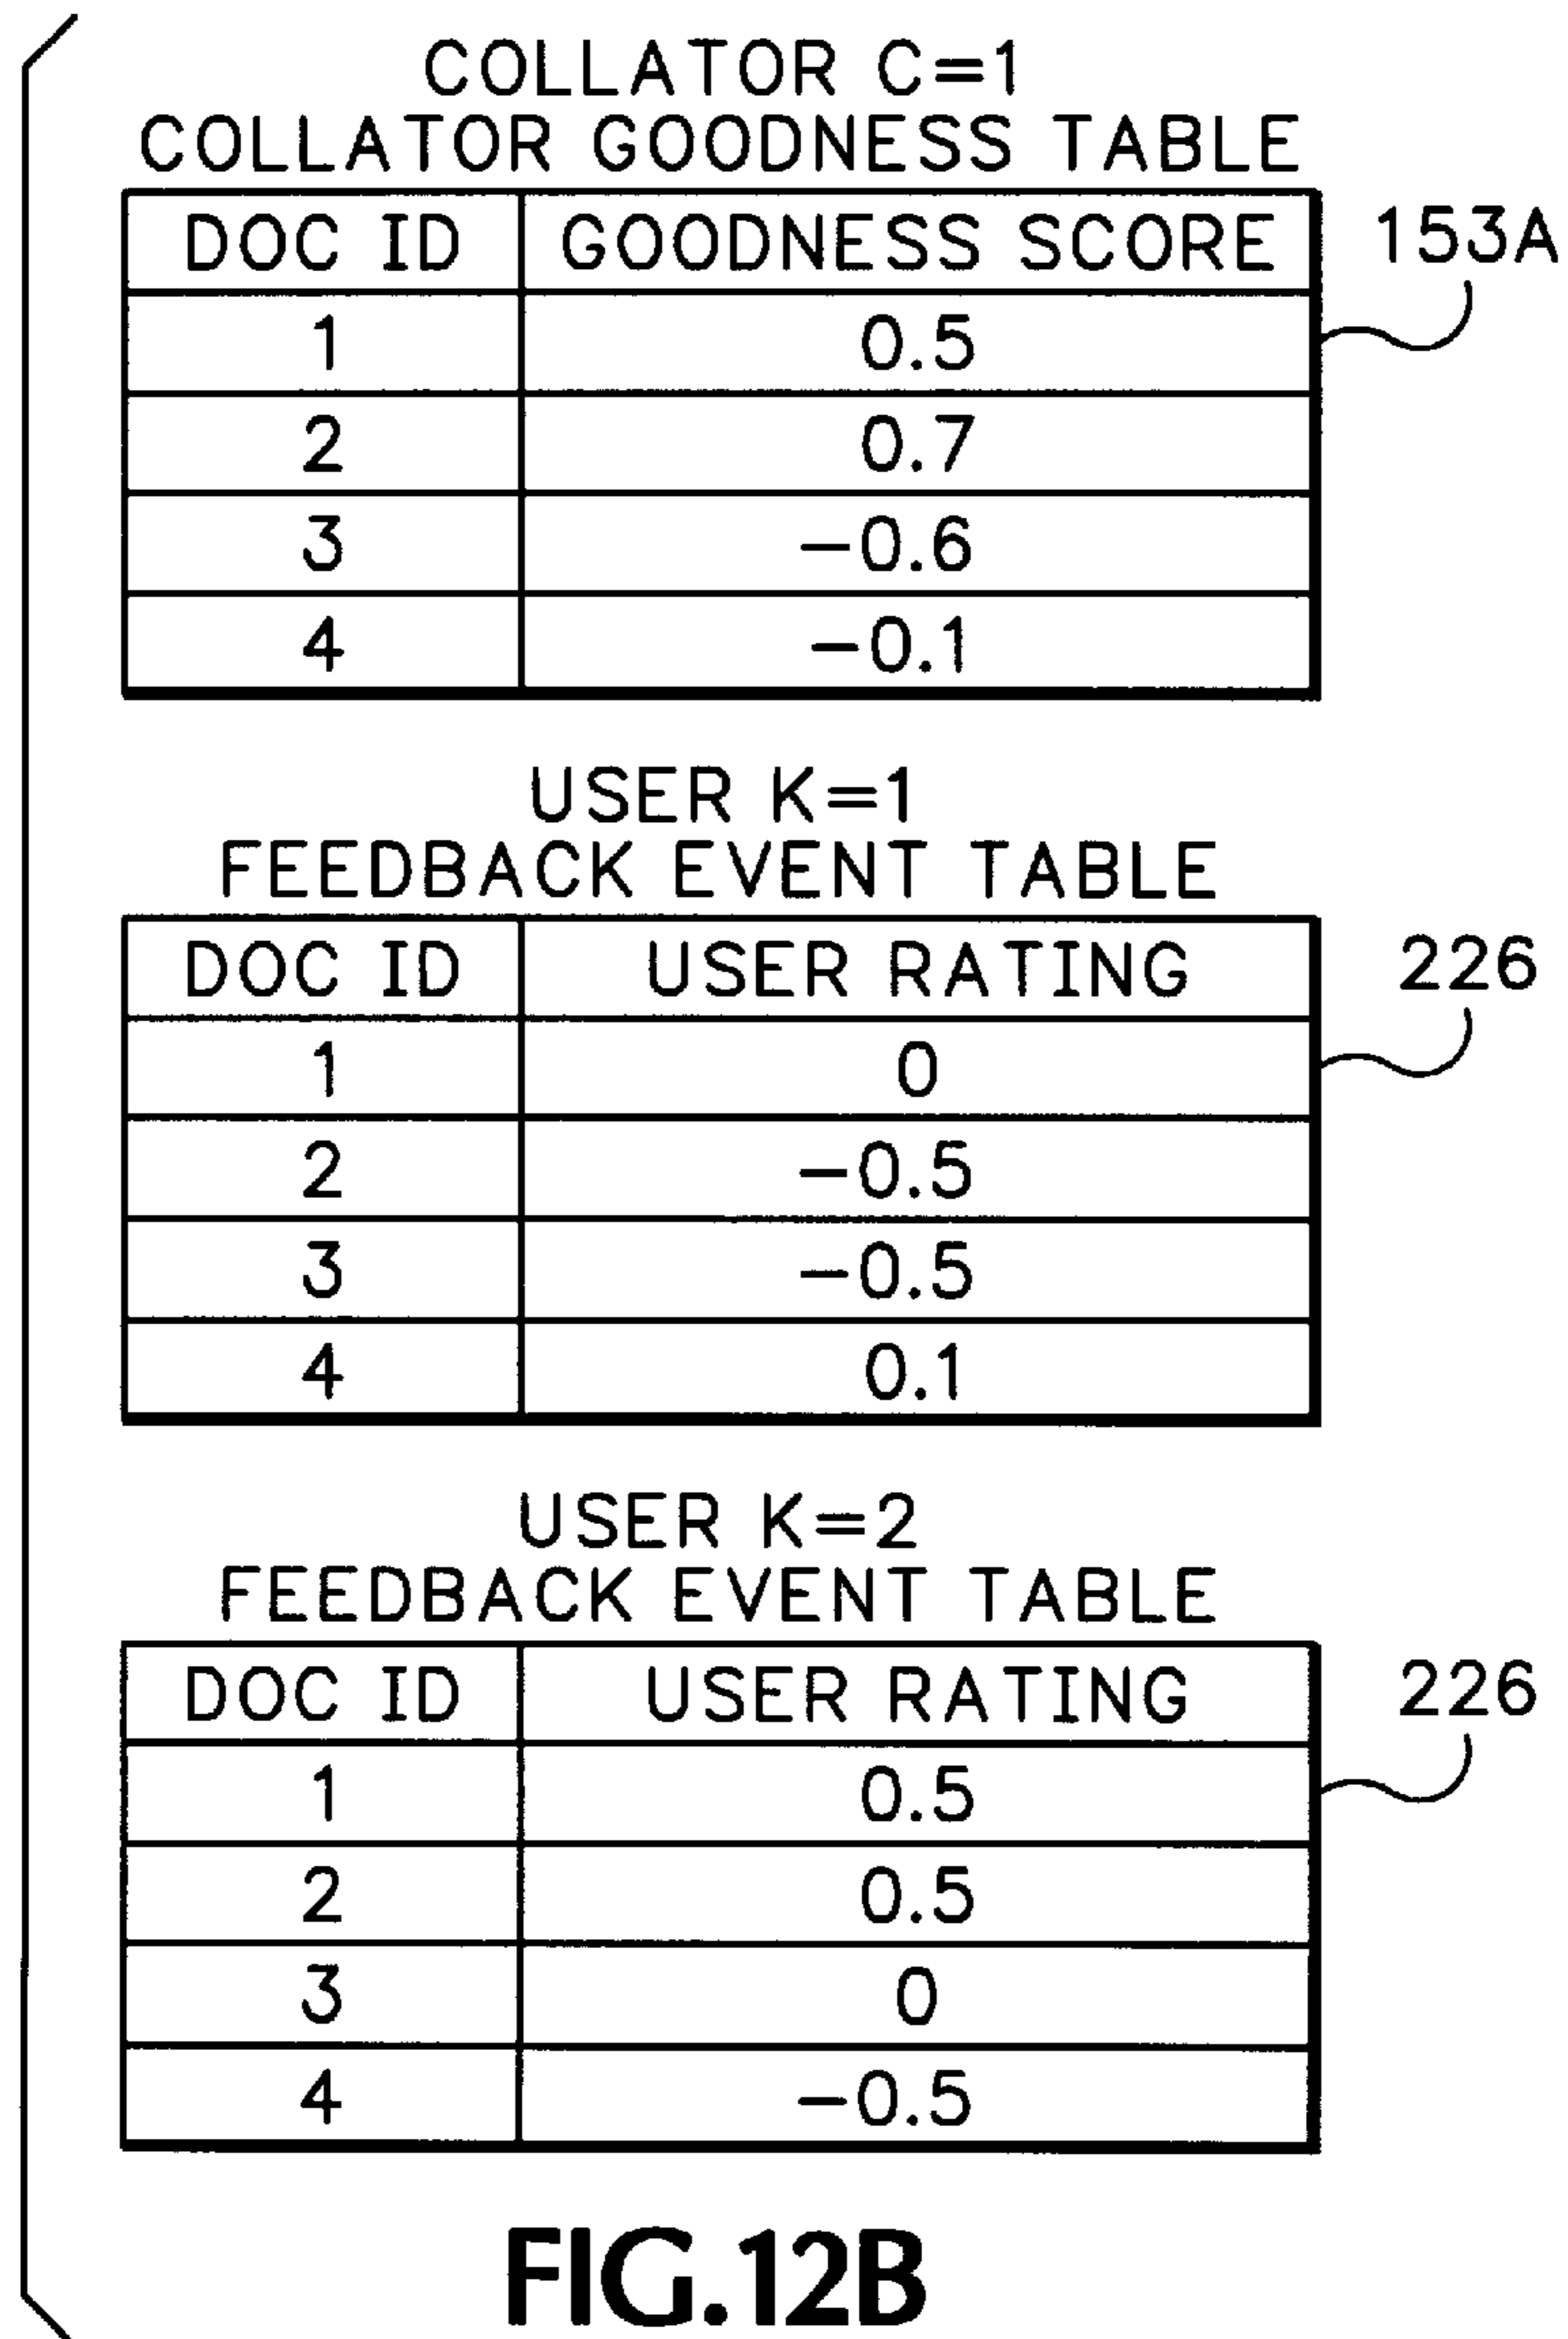 COLLATOR C=1
COLLATOR GOODNESS TABLE
DOC ID GOODNESS SCORE 153A
1 0.5
2 0.7
3 -0.6
4 -0.1
USER K=1
FEEDBACK EVENT TABLE
DOC ID USER RATING 226
1 0
2 -0.5
3 -0.5
4 0.1
USER K=2
FEEDBACK EVENT TABLE
DOC ID USER RATING 226
1 0.5
2 0.5
3 0
4 -0.5
FIG.12B